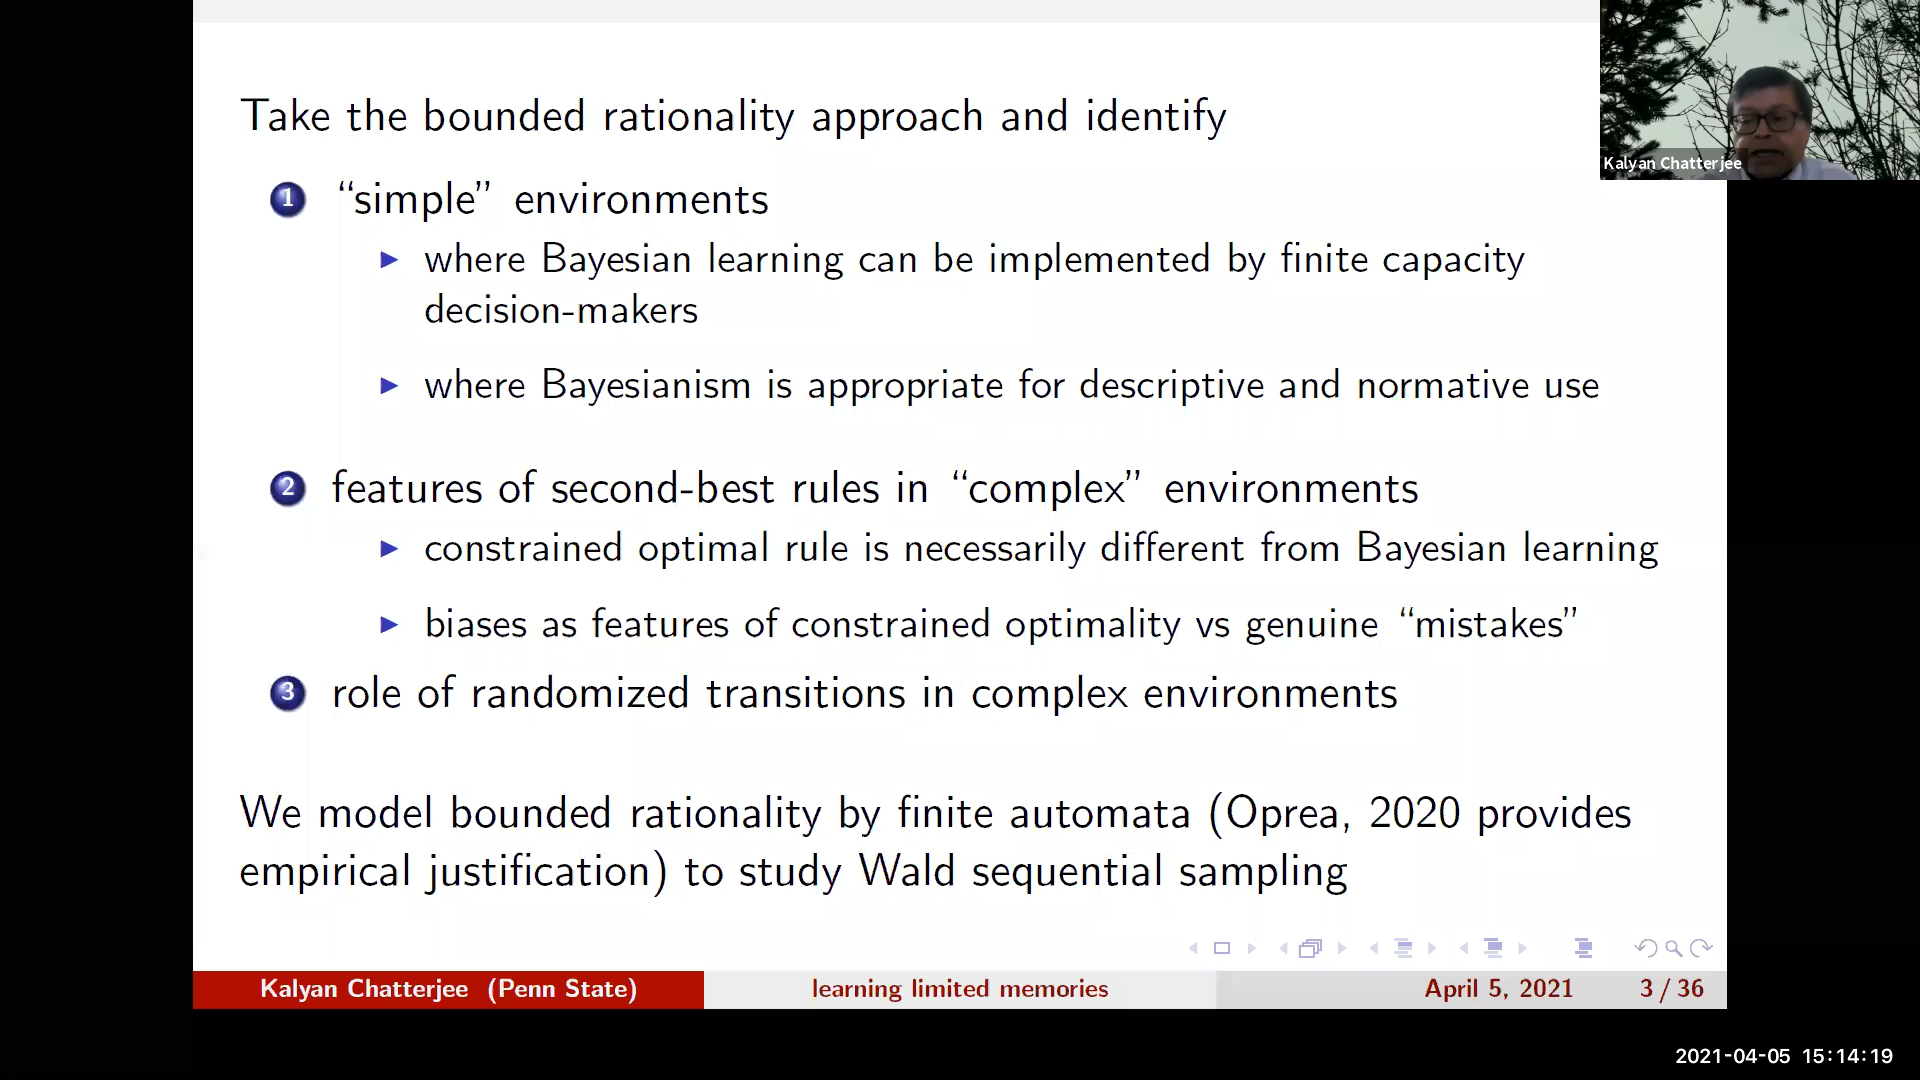 Take the bounded rationality approach and identify
Kalyan Chatterjee
1 “simple” environments
where Bayesian learning can be implemented by finite capacity
decision-makers
where Bayesianism is appropriate for descriptive and normative use
2 features of second-best rules in “complex” environments
constrained optimal rule is necessarily different from Bayesian learning
biases as features of constrained optimality vs genuine “mistakes”
3 role of randomized transitions in complex environments
We model bounded rationality by finite automata (Oprea, 2020 provides
empirical justification) to study Wald sequential sampling
Kalyan Chatterjee (Penn State) learning limited memories April 5, 2021 3 / 36
2021-04-05 15:14:19